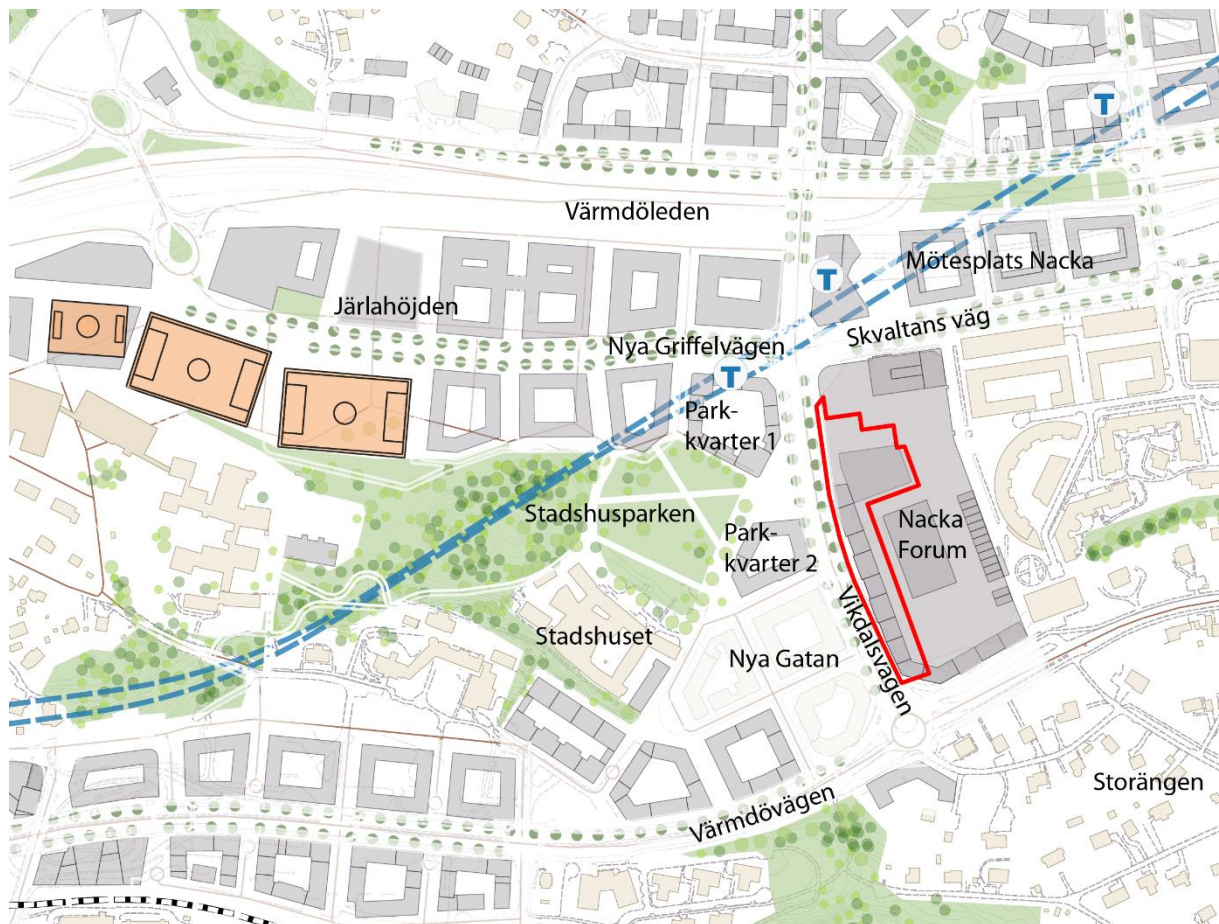 T
Värmdöleden
Mötesplats Nacka
T
Järlahöjden
Skvaltans väg
Nya Griffelvägen
T
Park-
kvarter 1
Stadshusparken
Nacka
Forum
Park-
kvarter 2
Stadshuset
Vikdalsvägen
Nya Gatan
Storängen
Värmdövägen